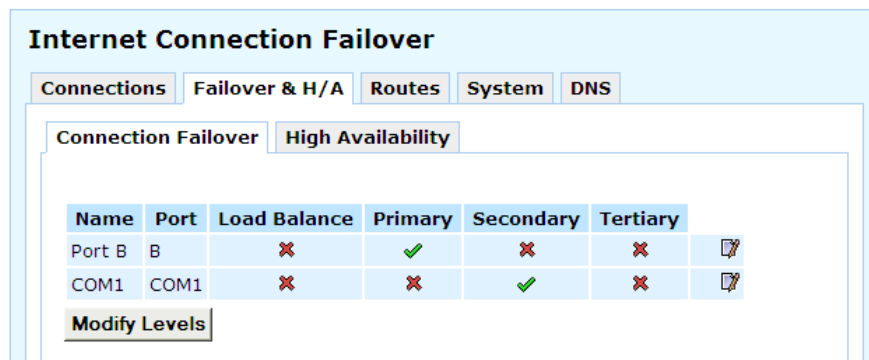 Internet Connection Failover
Connections Failover & H/A Routes System DNS
Connection Failover High Availability
Name Port Load Balance Primary Secondary Tertiary
Port B B
COM1 COM1
Modify Levels